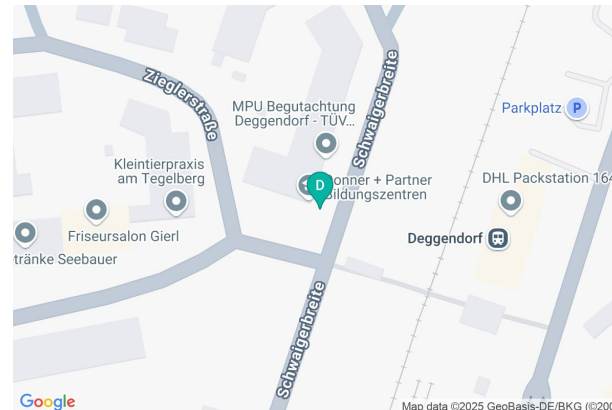 Zieglerstraße
MPU Begutachtung
Deggendorf - TÜV...
Schwaigerbreite
Parkplatz
P
Kleintierpraxis
am Tegelberg
D
onner + Partner
Bildungszentren
DHL Packstation 164
Friseursalon Gierl
Deggendorf
tränke Seebauer
Schwaigerbreite
Google
Map data ©2025 GeoBasis-DE/BKG (©200